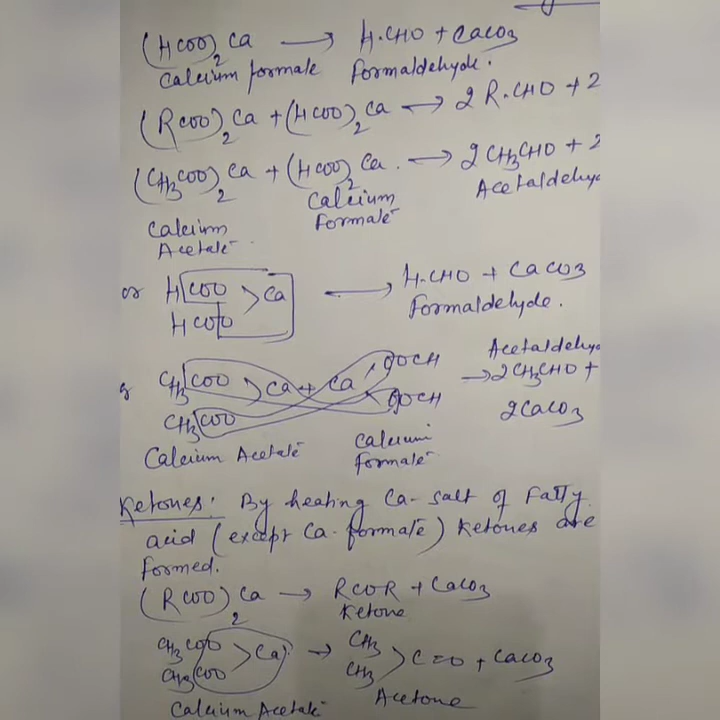 (HCOO)₂Ca ⟶ H.CHO + CaCO₃
Calcium formate Formaldehyde.
(RCOO)₂Ca + (HCOO)₂Ca ⟶ 2 R.CHO + 2
(CH₃COO)₂Ca + (HCOO)₂Ca. ⟶ 2CH₃CHO + 2
Calcium Acetate Calcium Formate Acetaldehy
or HCOO > Ca ⟶ H.CHO + CaCO₃
HCOO Formaldehyde.
Acetaldehy
CH₃COO > Ca + Ca < OOCH ⟶ 2CH₃CHO +
CH₃COO OOCH 2CaCO₃
Calcium Acetate Calcium formate
Ketones: By heating Ca-salt of Fatty
acid (except Ca-formate) Ketones are
formed.
(RCOO)₂Ca ⟶ RCOR + CaCO₃
Ketone
CH₃COO > Ca ⟶ CH₃ > C=O + CaCO₃
CH₃COO CH₃
Calcium Acetate Acetone